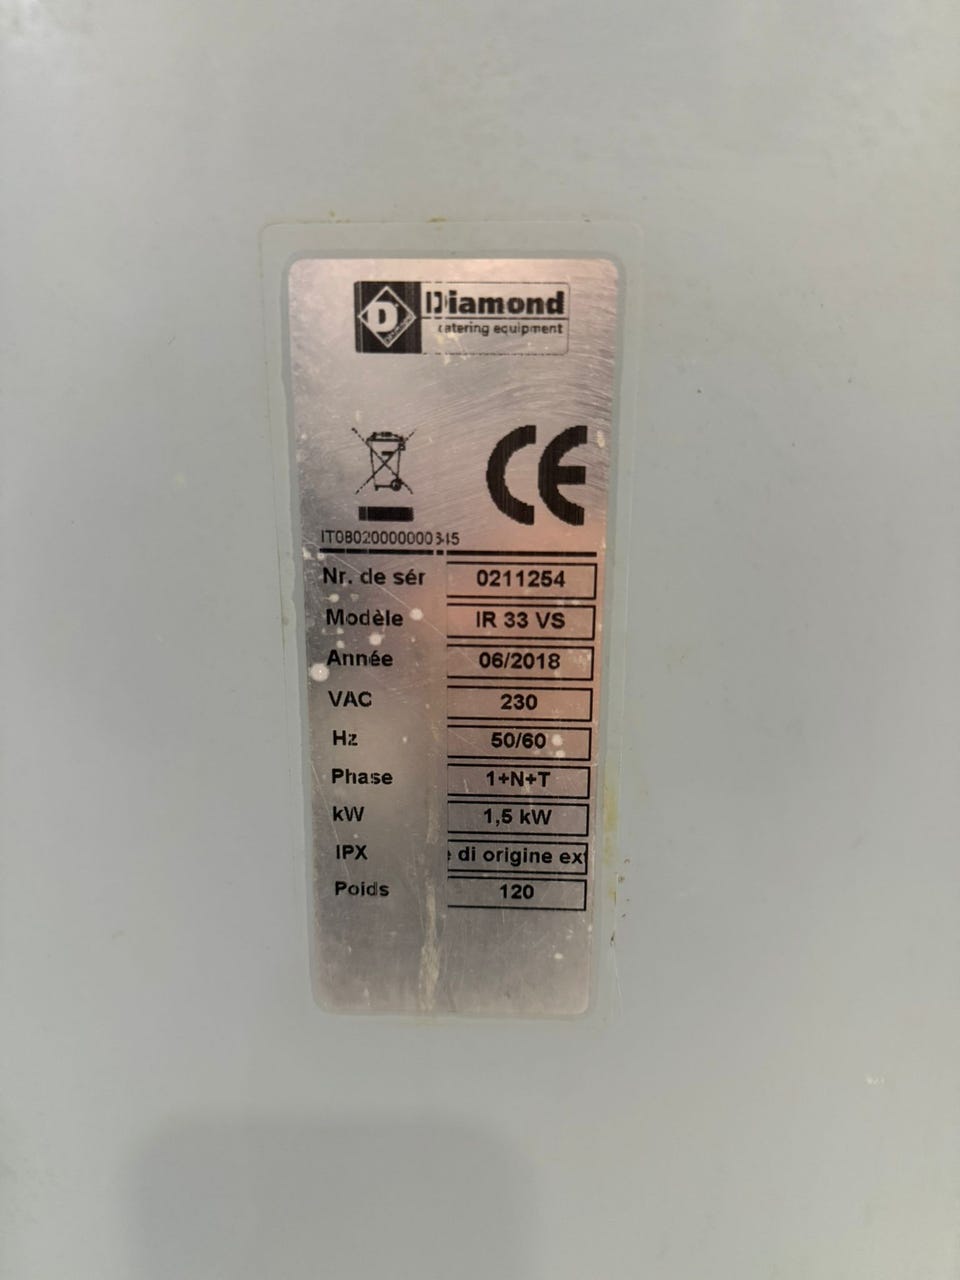 D
Diamond
catering equipment
CE
Nr. de sér 0211254
Modèle IR 33 VS
Année 06/2018
VAC 230
Hz 50/60
Phase 1+N+T
kW 1,5 kW
IPX di origine ext
Poids 120